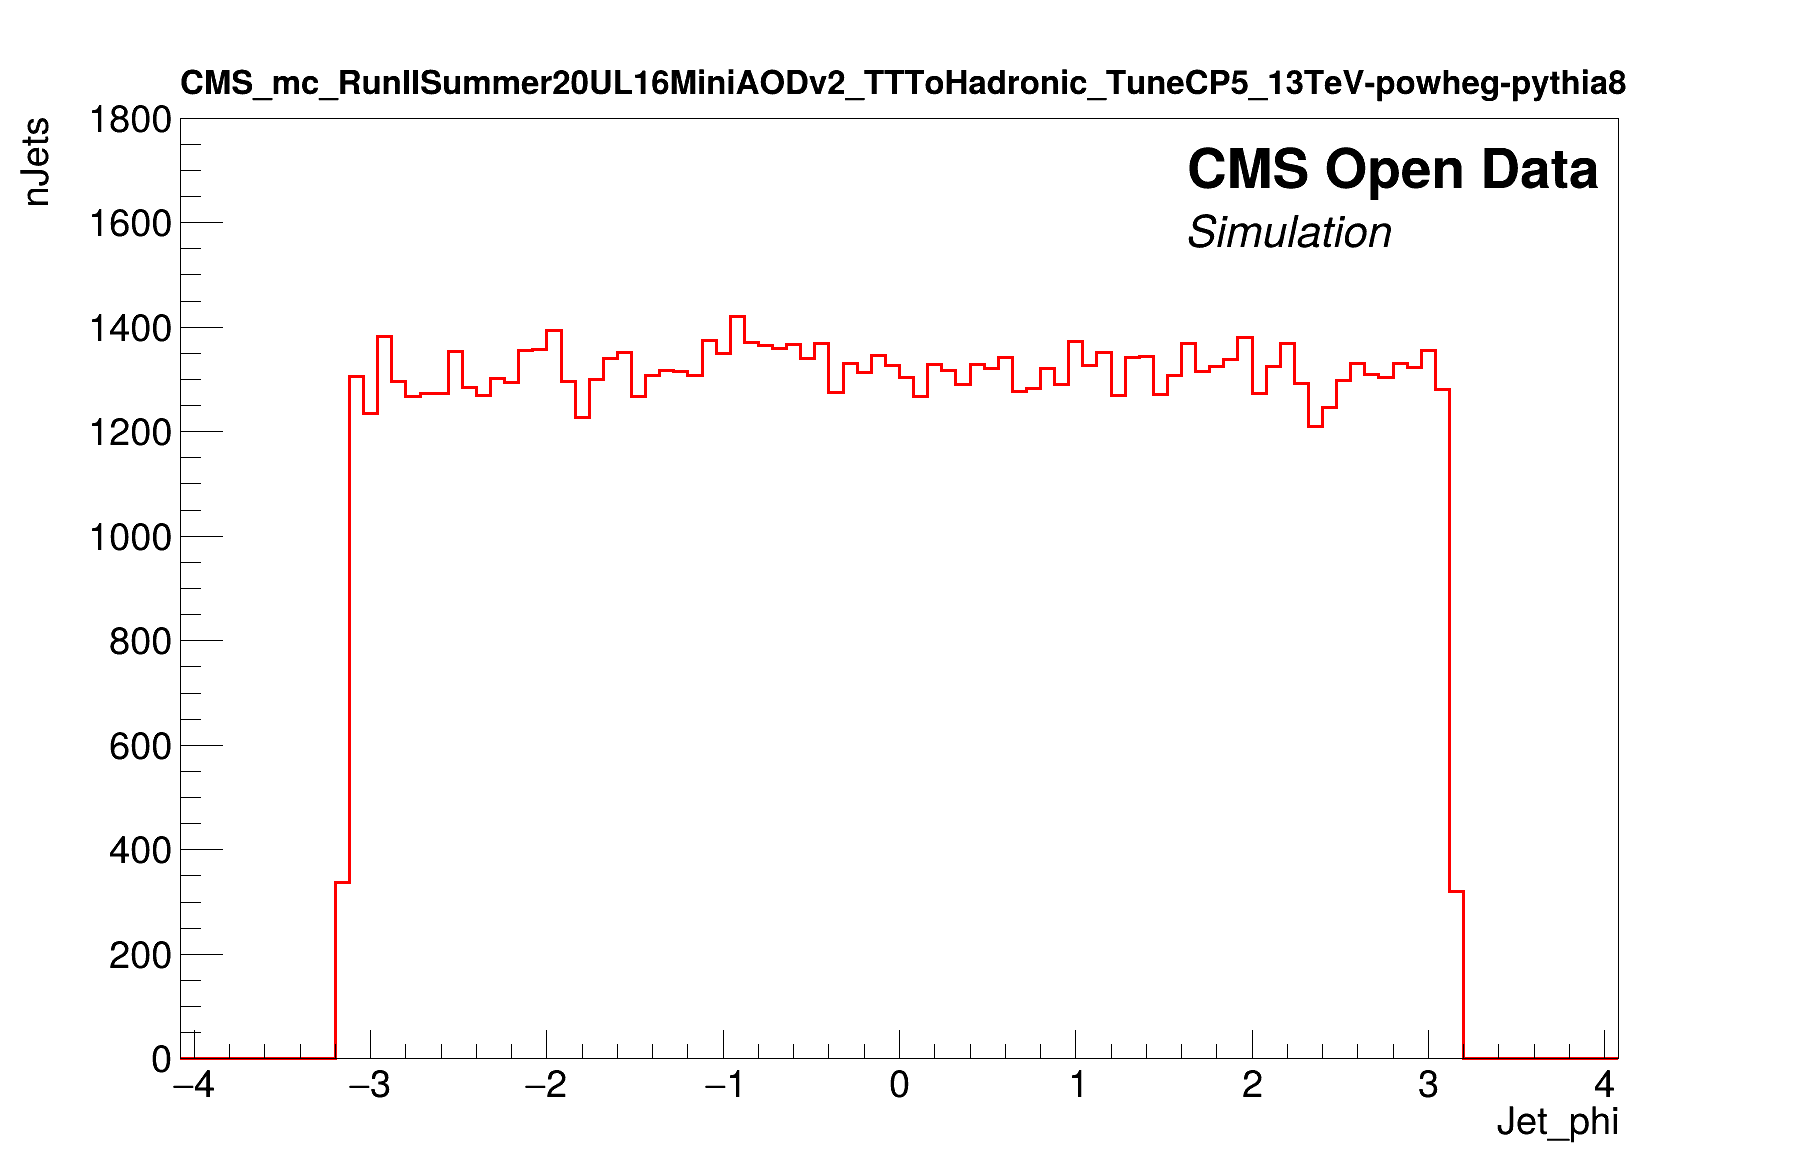 CMS_mc_RunIISummer20UL16MiniAODv2_TTToHadronic_TuneCP5_13TeV-powheg-pythia8
nJets
1800
1600
1400
1200
1000
800
600
400
200
0
CMS Open Data
Simulation
−4 −3 −2 −1 0 1 2 3 4
Jet_phi